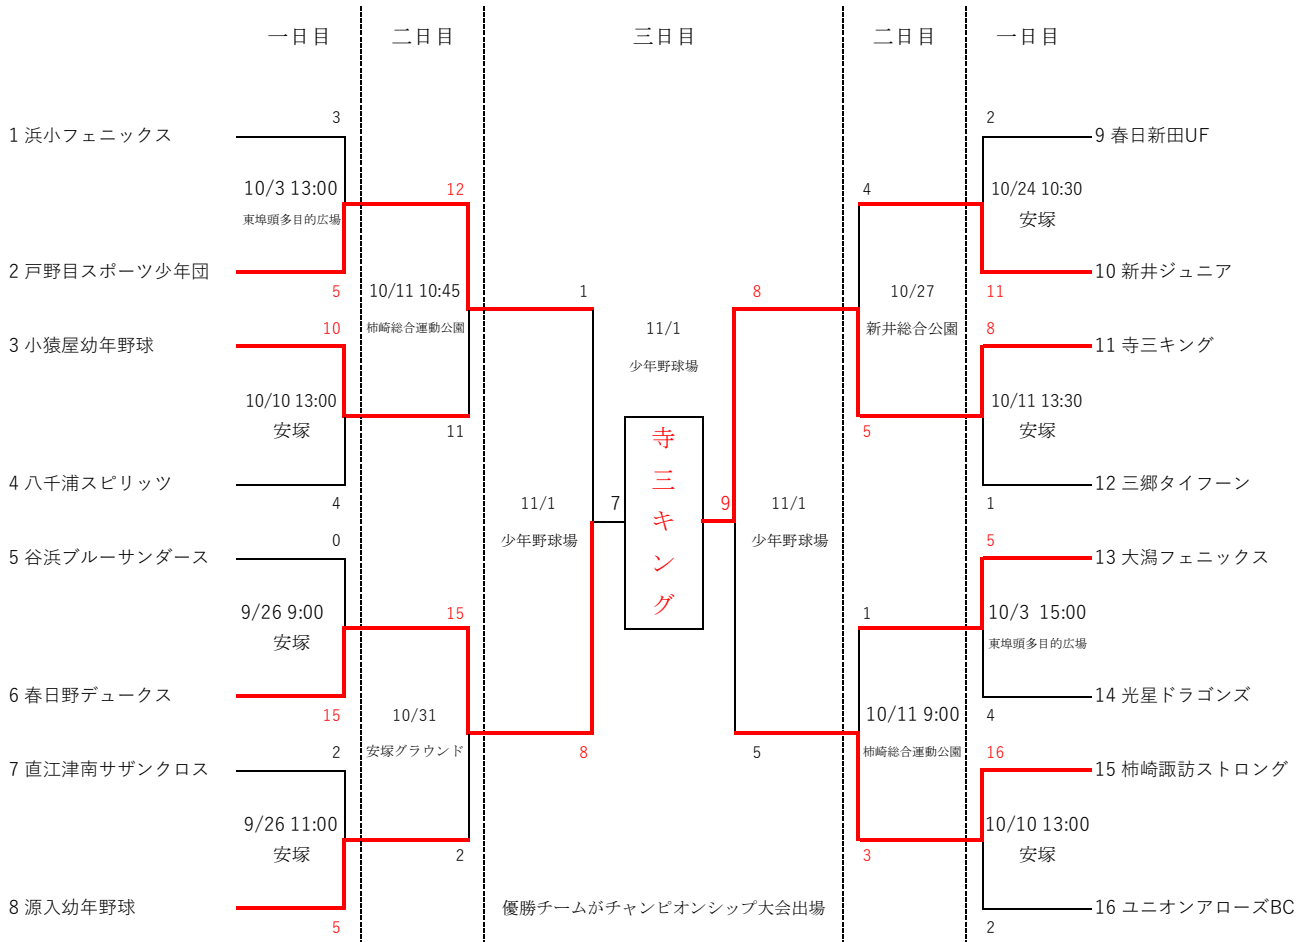 一日目 二日目 三日目 二日目 一日目
3 2
1 浜小フェニックス 9 春日新田UF
10/3 13:00 12 4 10/24 10:30
東埠頭多目的広場 安塚
2 戸野目スポーツ少年団 10 新井ジュニア
5 10/11 10:45 1 8 10/27 11
10 柿崎総合運動公園 11/1 新井総合公園 8
3 小猿屋幼年野球 11 寺三キング
少年野球場
10/10 13:00 10/11 13:30
安塚 11 5 安塚
4 八千浦スピリッツ 12 三郷タイフーン
4 11/1 7 寺三キング 9 11/1 1
0 少年野球場 少年野球場 5
5 谷浜ブルーサンダース 13 大潟フェニックス
9/26 9:00 15 1 10/3 15:00
安塚 東埠頭多目的広場
6 春日野デュークス 14 光星ドラゴンズ
15 10/31 10/11 9:00 4
2 安塚グラウンド 8 5 柿崎総合運動公園 16
7 直江津南サザンクロス 15 柿崎諏訪ストロング
9/26 11:00 10/10 13:00
安塚 2 3 安塚
8 源入幼年野球 優勝チームがチャンピオンシップ大会出場 16 ユニオンアローズBC
5 2